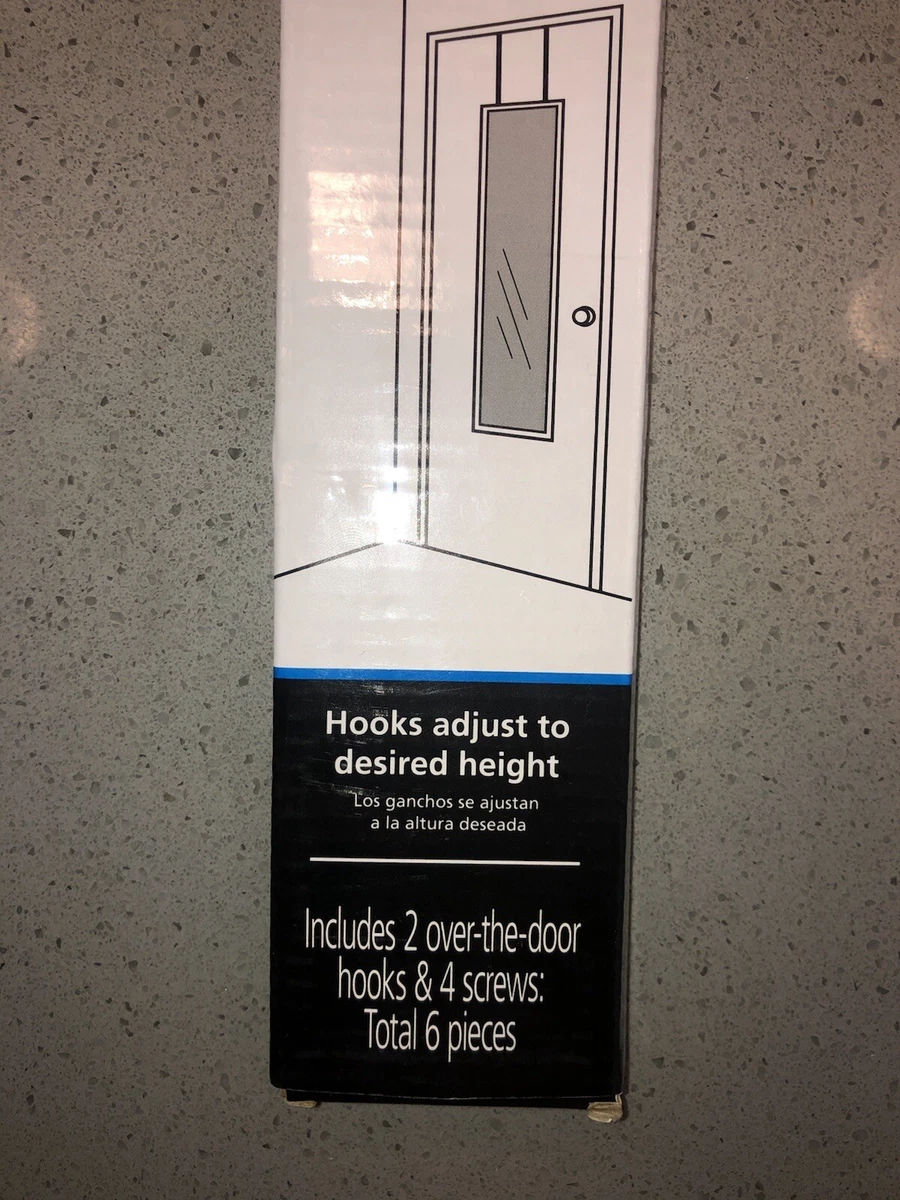 Hooks adjust to
desired height
Los ganchos se ajustan
a la altura deseada
Includes 2 over-the-door
hooks & 4 screws:
Total 6 pieces